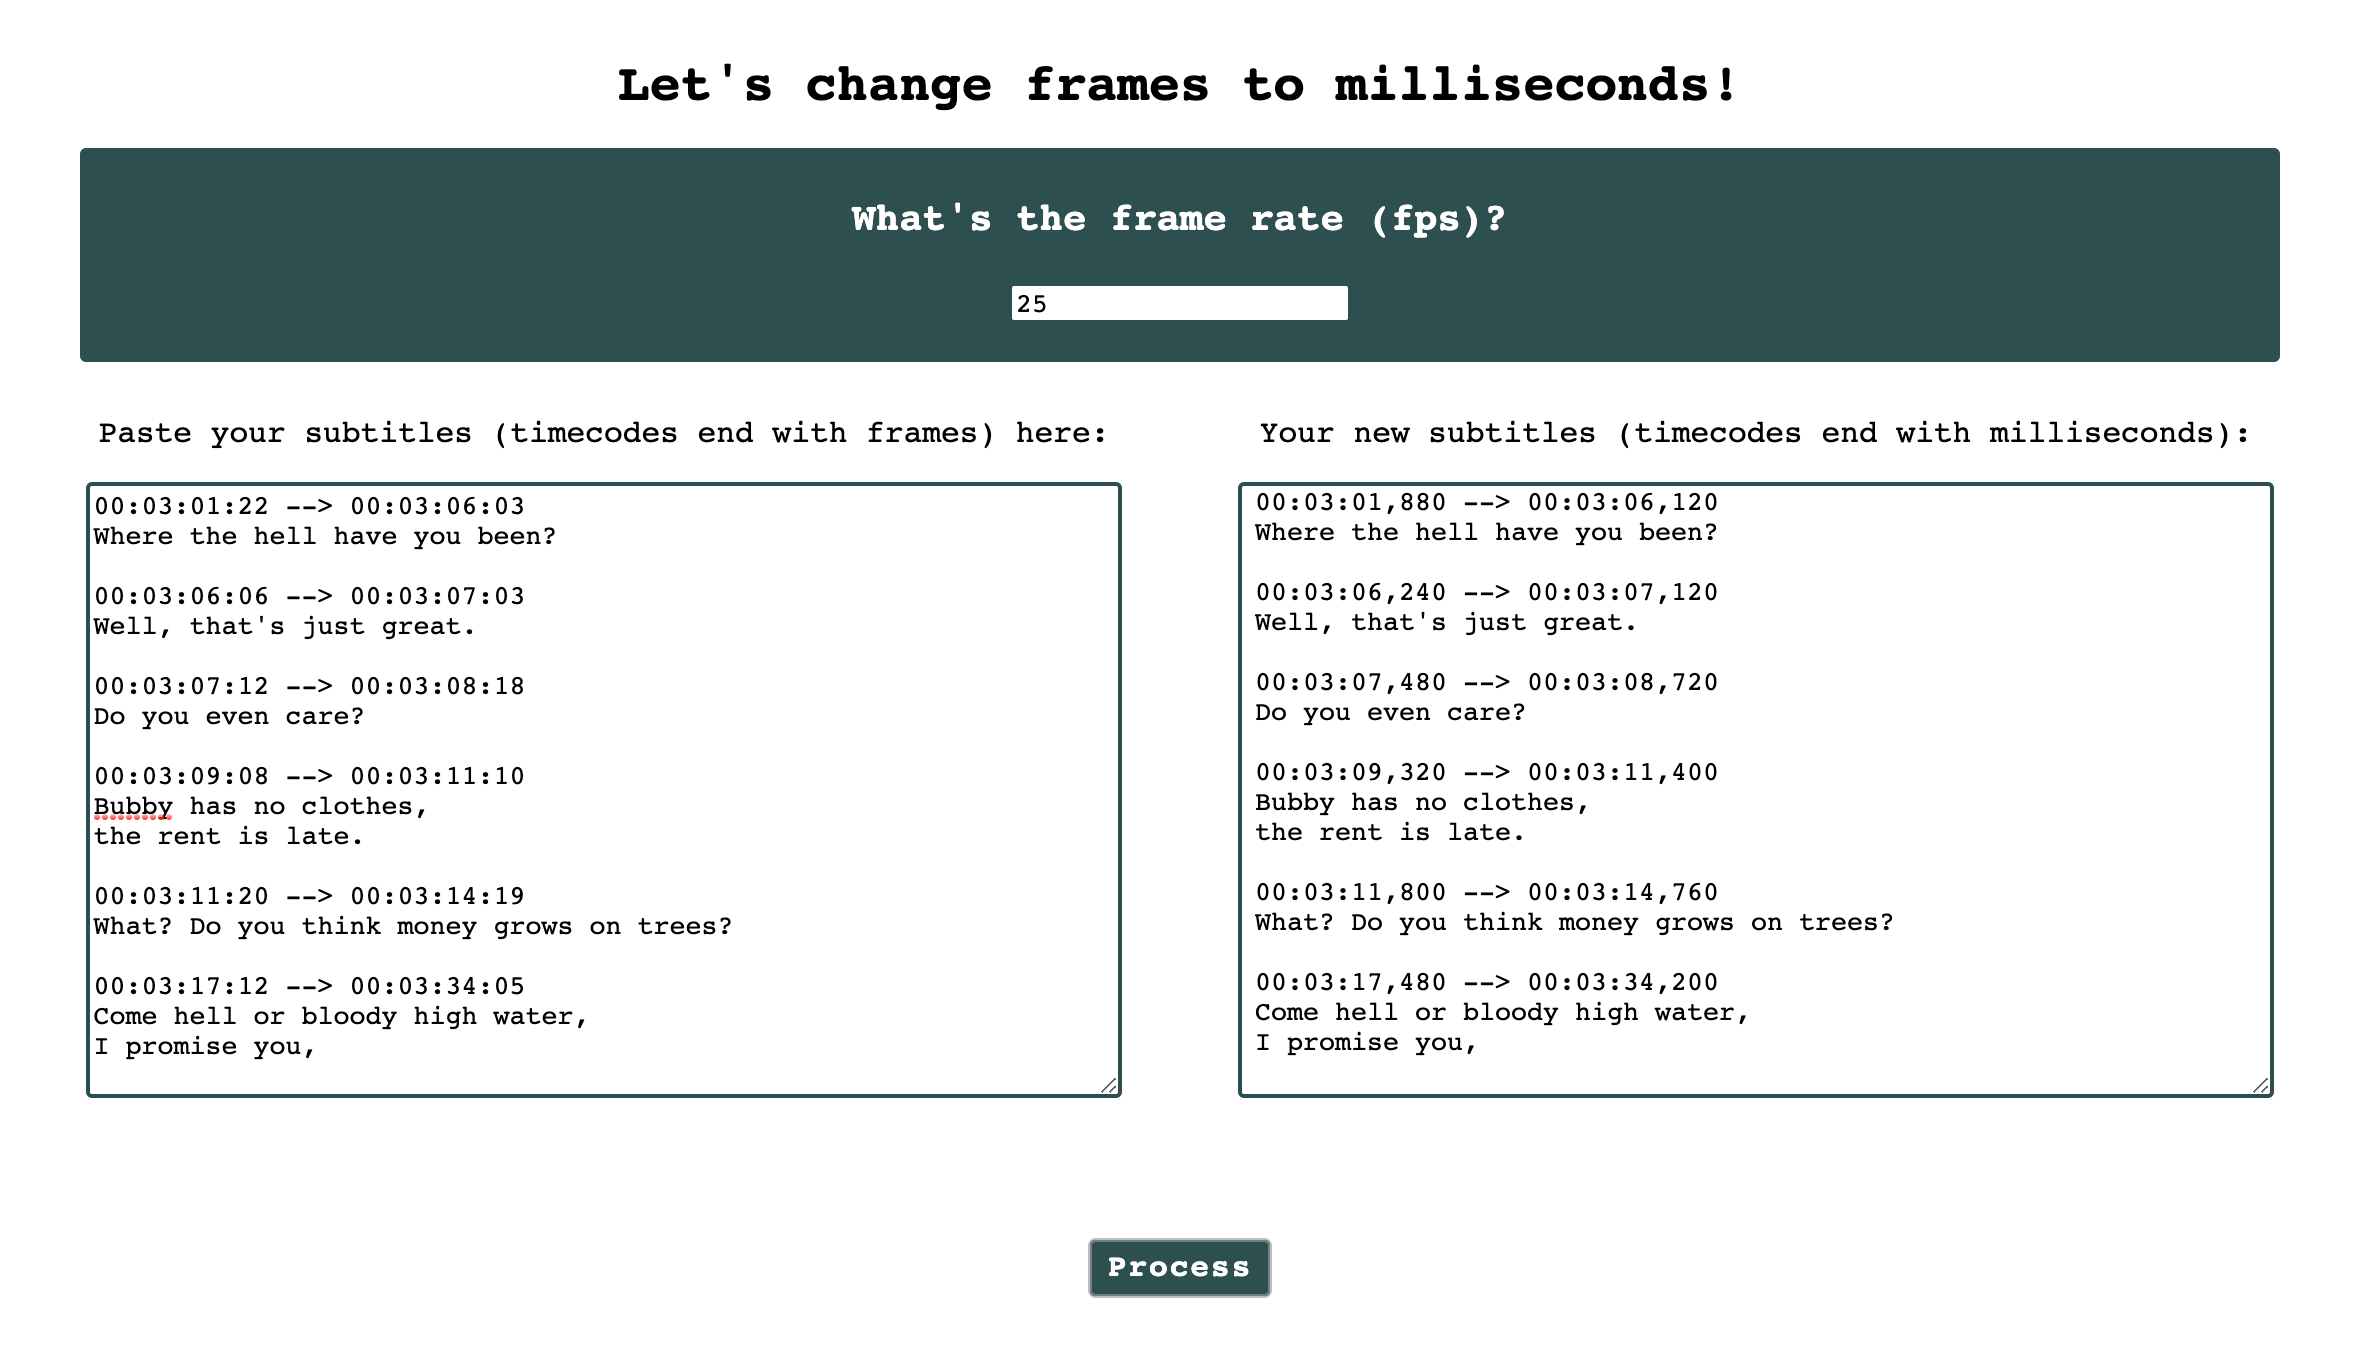 Let's change frames to milliseconds!
What's the frame rate (fps)?
25
Paste your subtitles (timecodes end with frames) here:
00:03:01:22 --> 00:03:06:03
Where the hell have you been?
00:03:06:06 --> 00:03:07:03
Well, that's just great.
00:03:07:12 --> 00:03:08:18
Do you even care?
00:03:09:08 --> 00:03:11:10
Bubby has no clothes,
the rent is late.
00:03:11:20 --> 00:03:14:19
What? Do you think money grows on trees?
00:03:17:12 --> 00:03:34:05
Come hell or bloody high water,
I promise you,
Your new subtitles (timecodes end with milliseconds):
00:03:01,880 --> 00:03:06,120
Where the hell have you been?
00:03:06,240 --> 00:03:07,120
Well, that's just great.
00:03:07,480 --> 00:03:08,720
Do you even care?
00:03:09,320 --> 00:03:11,400
Bubby has no clothes,
the rent is late.
00:03:11,800 --> 00:03:14,760
What? Do you think money grows on trees?
00:03:17,480 --> 00:03:34,200
Come hell or bloody high water,
I promise you,
Process